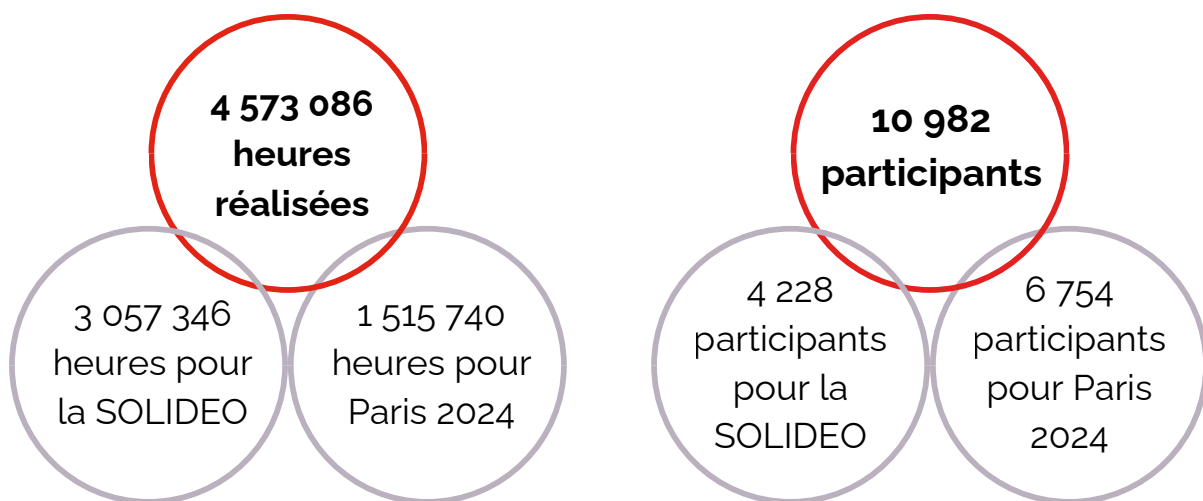 4 573 086
heures
réalisées
3 057 346
heures pour
la SOLIDEO
1 515 740
heures pour
Paris 2024
10 982
participants
4 228
participants
pour la
SOLIDEO
6 754
participants
pour Paris
2024